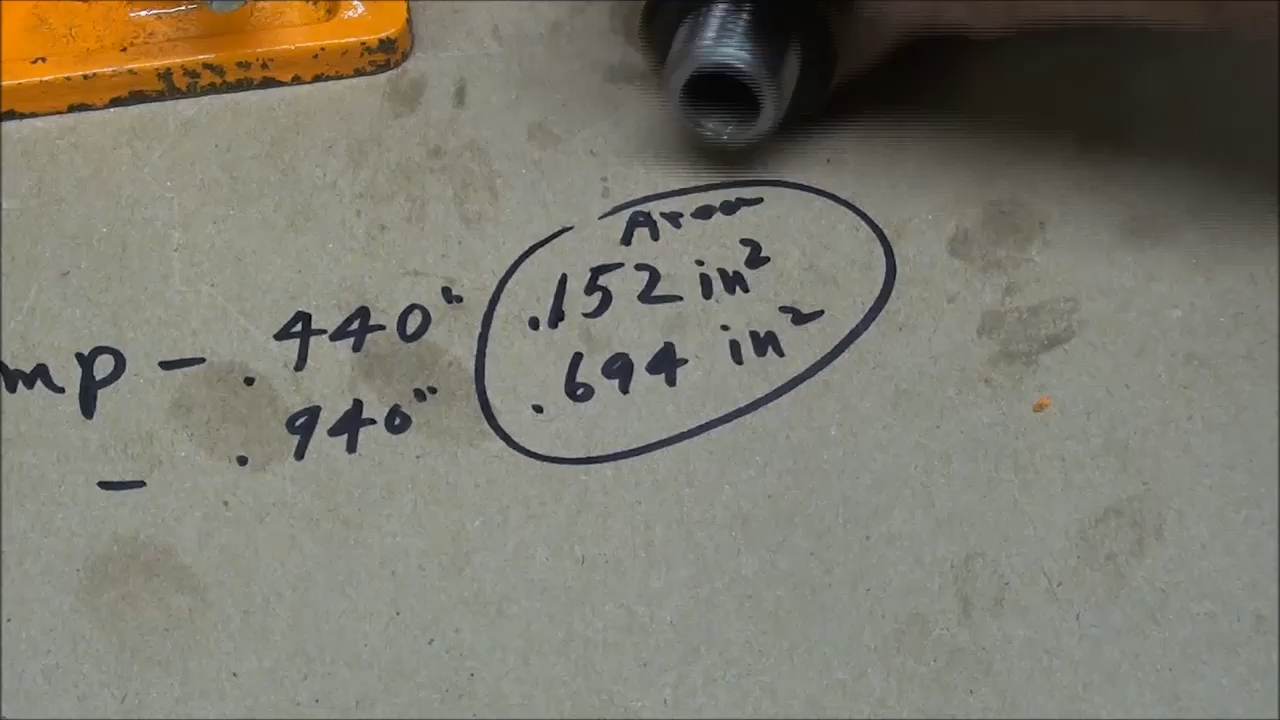 Area
mp - .440" .152 in²
- .940" .694 in²